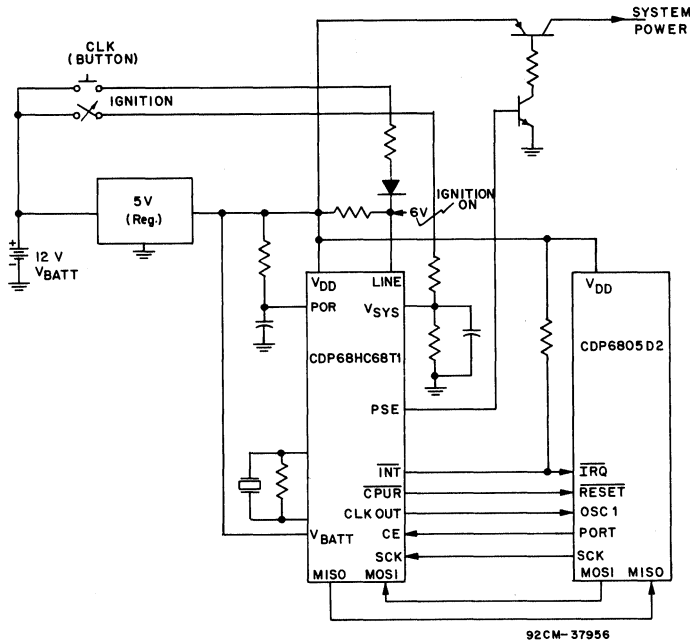 SYSTEM
POWER
CLK
(BUTTON)
IGNITION
5V
(Reg.)
6V
IGNITION
ON
+
-
12 V
VBATT
VDD
LINE
POR
VSYS
CDP68HC68T1
PSE
INT
CPUR
CLK OUT
CE
SCK
VBATT
MISO
MOSI
VDD
CDP6805D2
IRQ
RESET
OSC 1
PORT
SCK
MOSI
MISO
92CM-37956